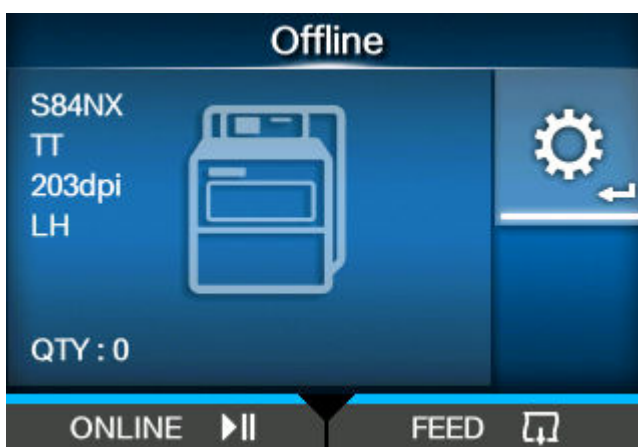 Offline
S84NX
TT
203dpi
LH
QTY : 0
ONLINE
FEED